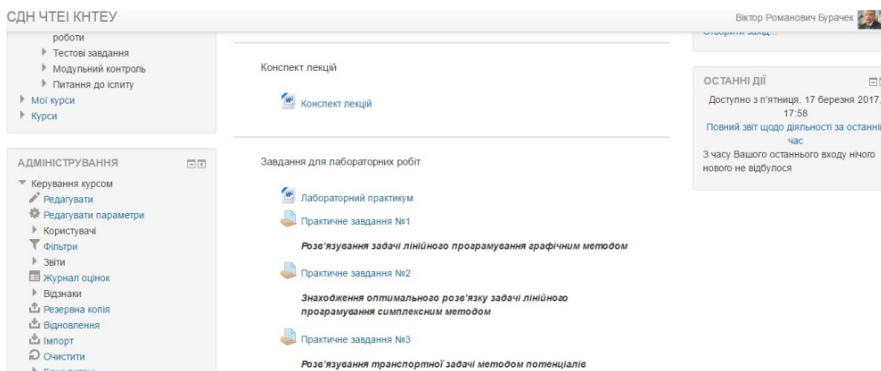 СДН ЧТЕІ КНТЕУ
Віктор Романович Бурачек
роботи
Тестові завдання
Модульний контроль
Питання до іспиту
Мої курси
Курси
АДМІНІСТРУВАННЯ
Керування курсом
Редагувати
Редагувати параметри
Користувачі
Фільтри
Звіти
Журнал оцінок
Відзнаки
Резервна копія
Відновлення
Імпорт
Очистити
Конспект лекцій
Конспект лекцій
Завдання для лабораторних робіт
Лабораторний практикум
Практичне завдання №1
Розв'язування задачі лінійного програмування графічним методом
Практичне завдання №2
Знаходження оптимального розв'язку задачі лінійного
програмування симплексним методом
Практичне завдання №3
Розв'язування транспортної задачі методом потенціалів
ОСТАННІ ДІЇ
Доступно з п'ятниця, 17 березня 2017,
17:58
Повний звіт щодо діяльності за останній
час
З часу Вашого останнього входу нічого
нового не відбулося